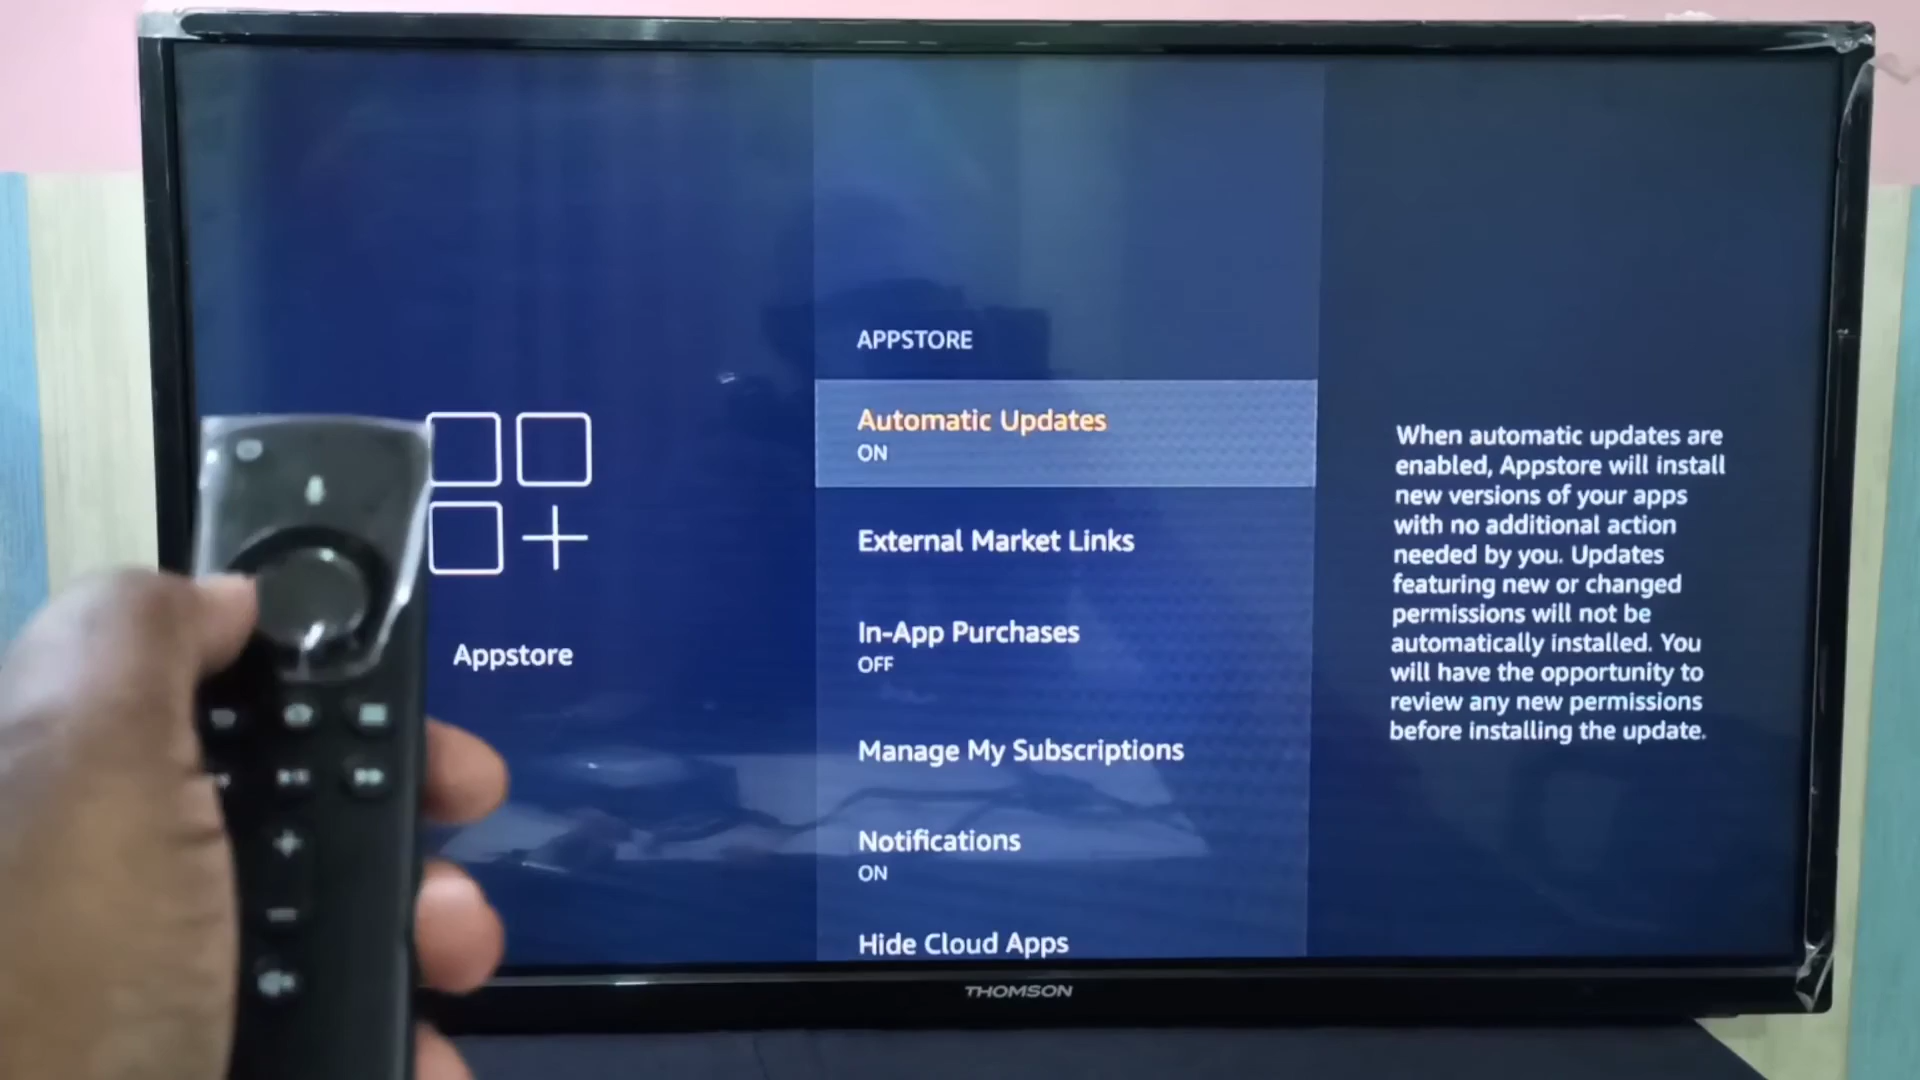 APPSTORE
Automatic Updates
ON
External Market Links
In-App Purchases
OFF
Manage My Subscriptions
Notifications
ON
Hide Cloud Apps
Appstore
When automatic updates are
enabled, Appstore will install
new versions of your apps
with no additional action
needed by you. Updates
featuring new or changed
permissions will not be
automatically installed. You
will have the opportunity to
review any new permissions
before installing the update.
THOMSON